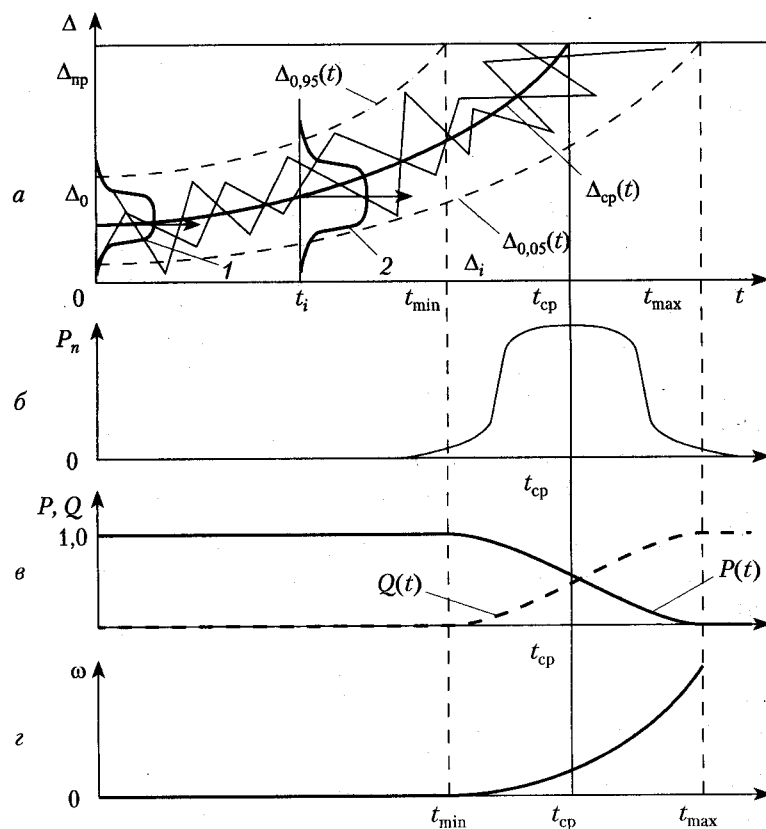 Δ
Δпр
Δ0,95(t)
а
Δ0
Δср(t)
Δ0,05(t)
1
2
Δi
0
ti
tmin
tср
tmax
t
Pn
б
0
tср
P, Q
1,0
в
Q(t)
P(t)
tср
ω
г
0
tmin
tср
tmax